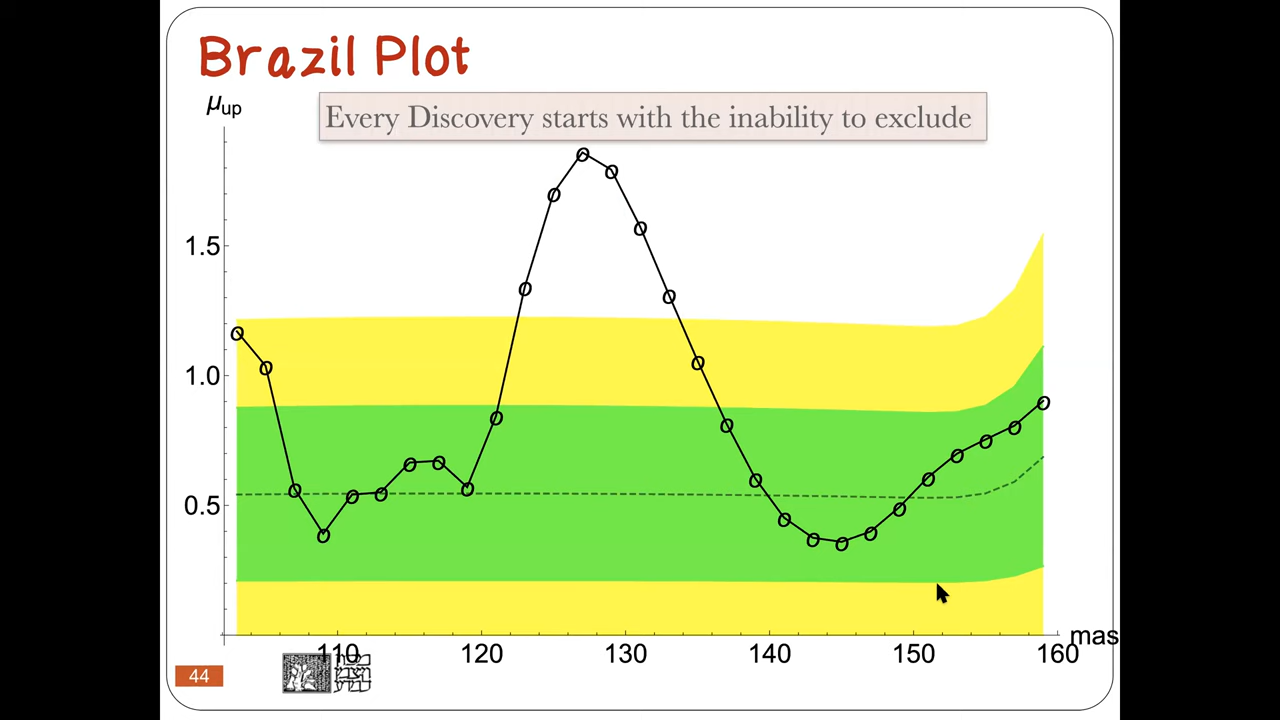 Brazil Plot
μup
Every Discovery starts with the inability to exclude
1.5
1.0
0.5
110 120 130 140 150 160
mas
44